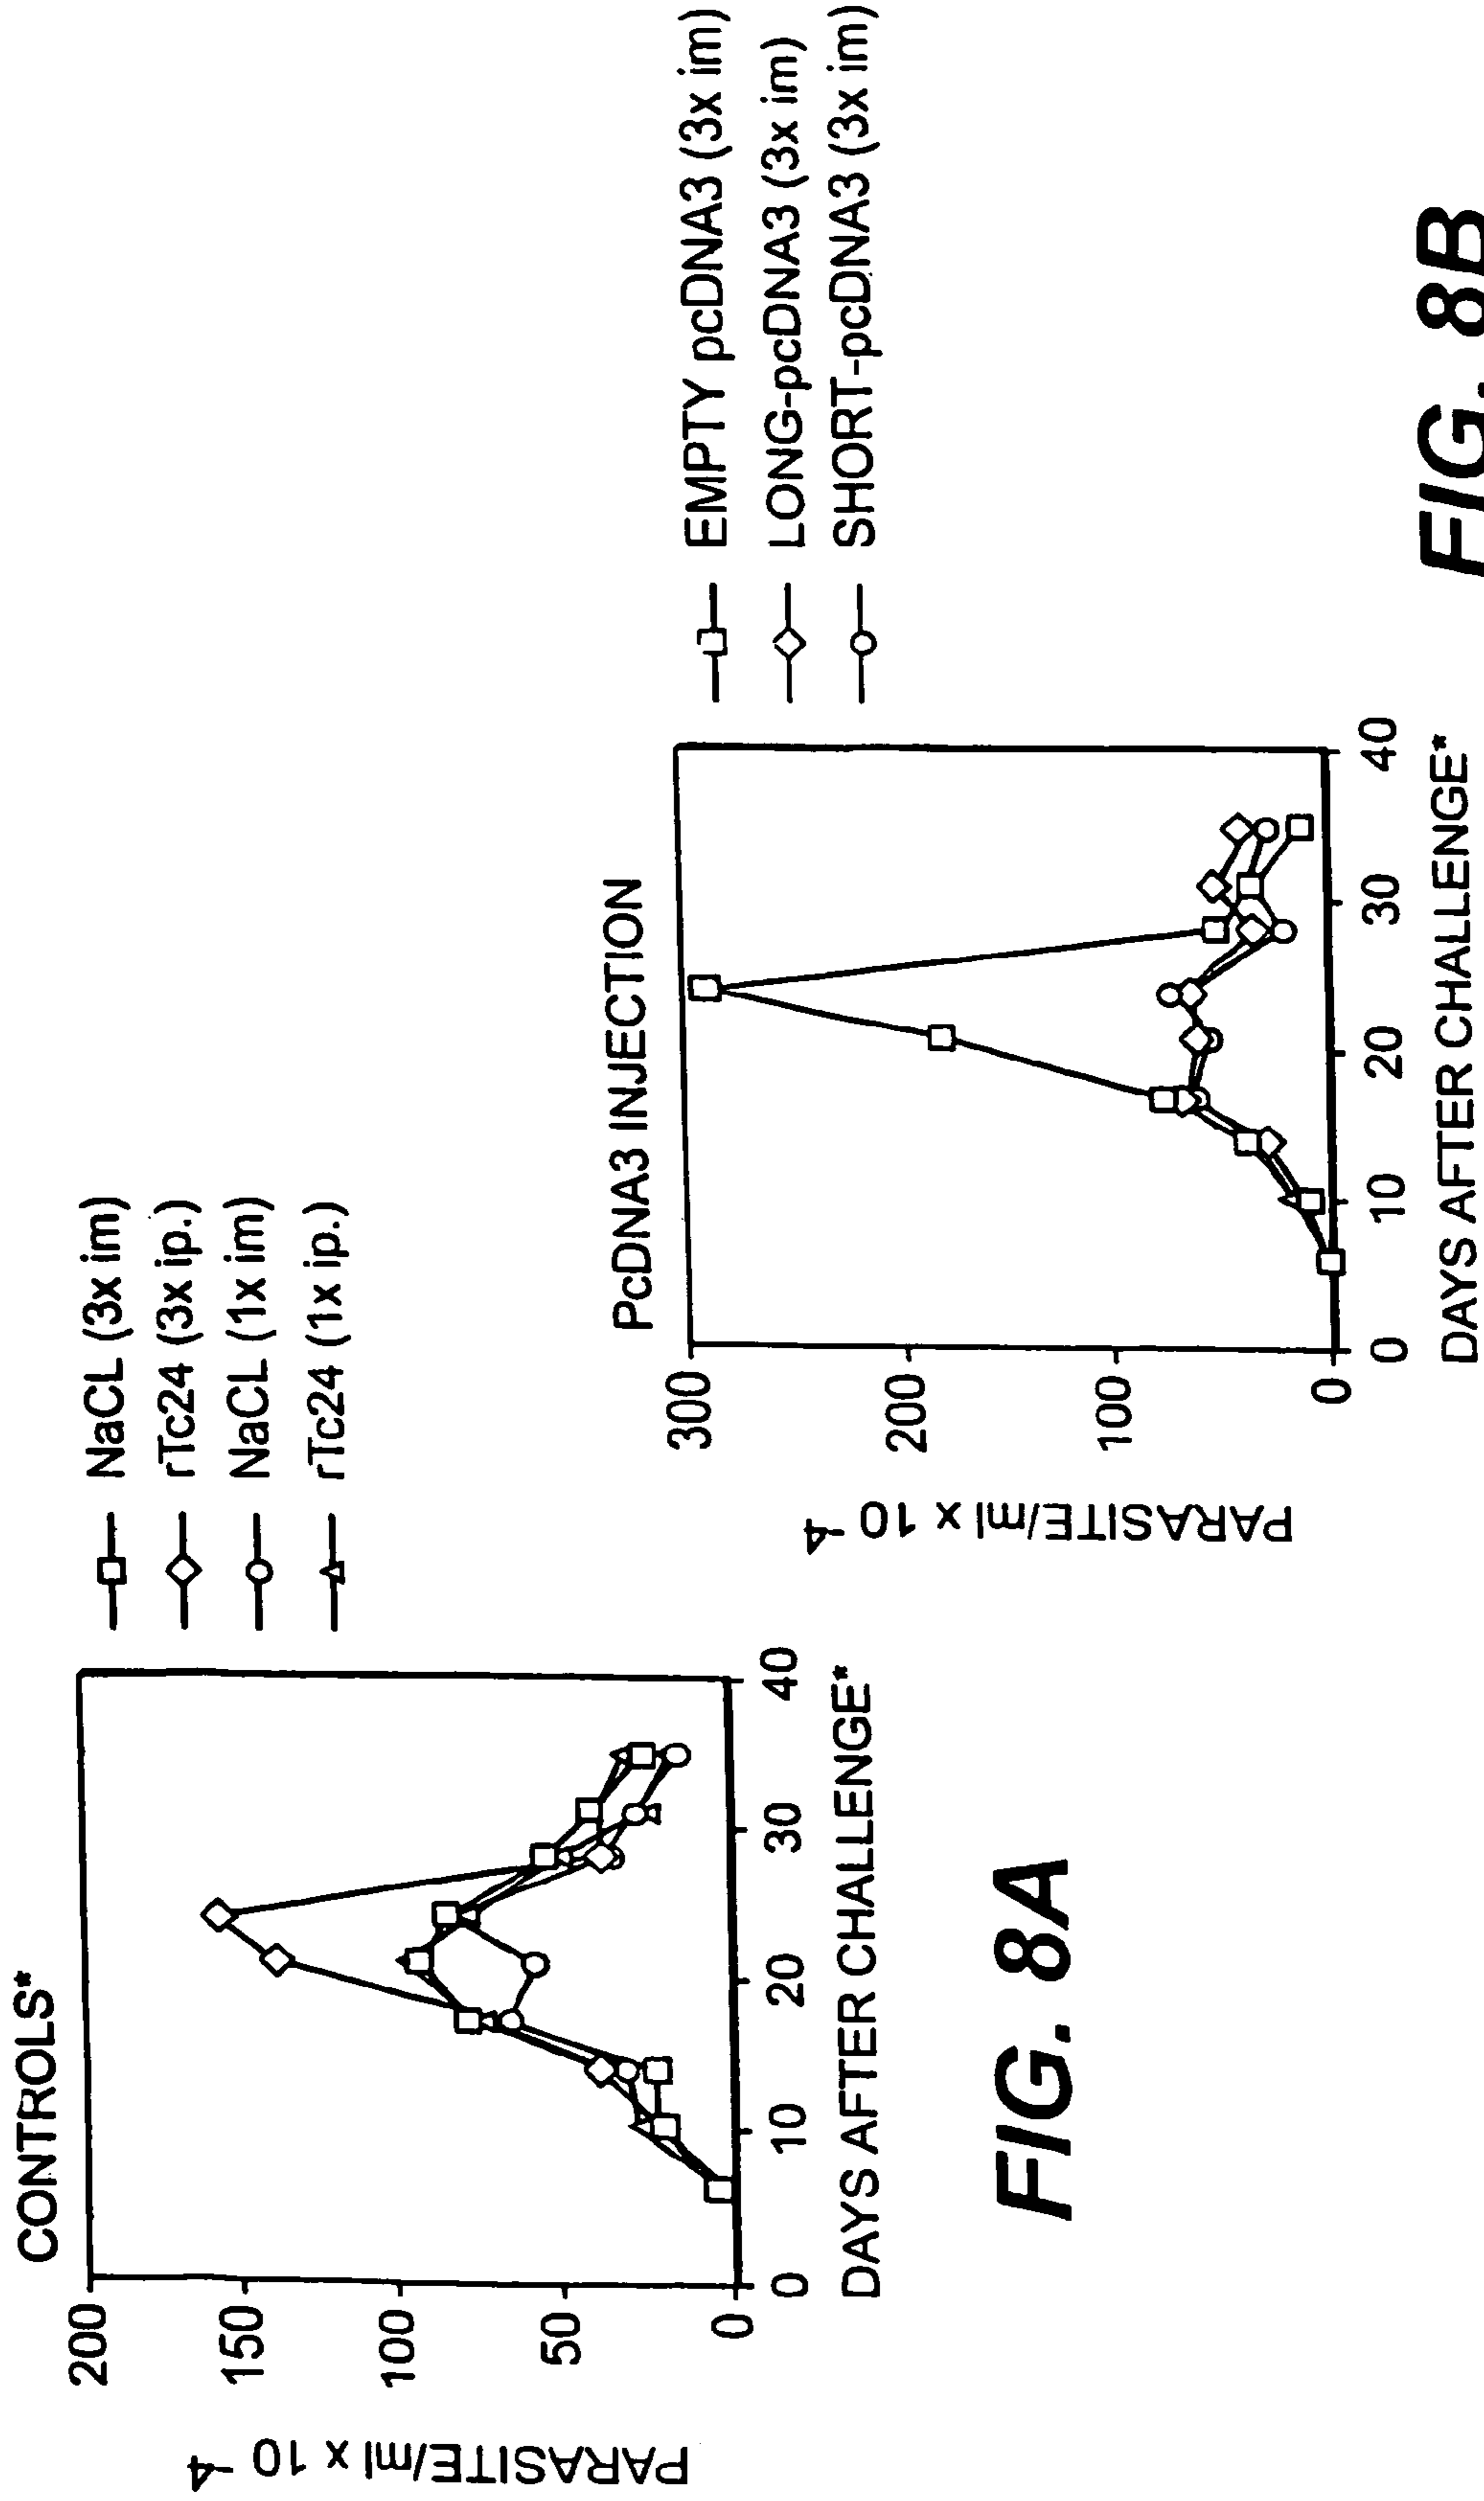 CONTROLS*
NaCL (3x im)
rTc24 (3x ip.)
NaCL (1x im)
rTc24 (1x ip.)
200
150
100
50
0
PARASITE/ml x 10 4
0 10 20 30 40
DAYS AFTER CHALLENGE*
FIG. 8A
PcDNA3 INJECTION
EMPTY pcDNA3 (3x im)
LONG-pcDNA3 (3x im)
SHORT-pcDNA3 (3x im)
300
200
100
0
PARASITE/ml x 10 4
0 10 20 30 40
DAYS AFTER CHALLENGE*
FIG. 8B